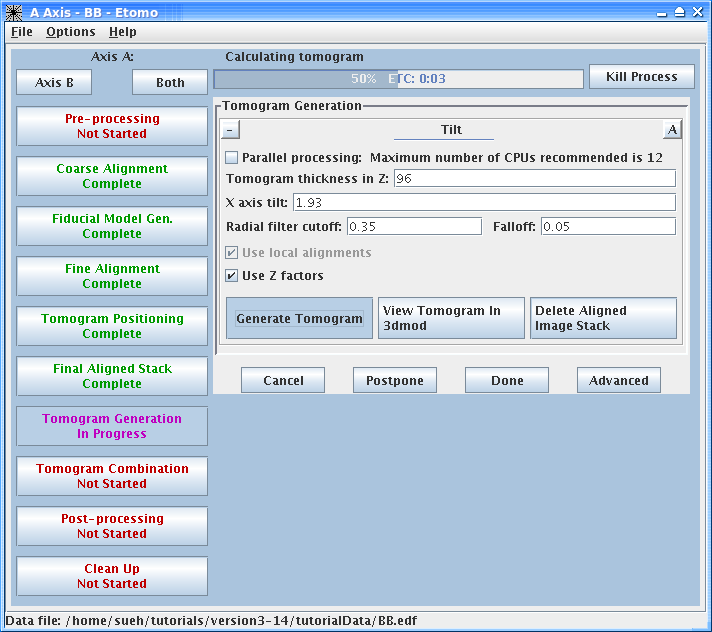 A Axis - BB - Etomo
File Options Help
Axis A:
Calculating tomogram
Axis B
Both
50% ETC: 0:03
Kill Process
Pre-processing
Not Started
Coarse Alignment
Complete
Fiducial Model Gen.
Complete
Fine Alignment
Complete
Tomogram Positioning
Complete
Final Aligned Stack
Complete
Tomogram Generation
In Progress
Tomogram Combination
Not Started
Post-processing
Not Started
Clean Up
Not Started
Tomogram Generation
- Tilt A
Parallel processing: Maximum number of CPUs recommended is 12
Tomogram thickness in Z: 96
X axis tilt: 1.93
Radial filter cutoff: 0.35 Falloff: 0.05
Use local alignments
Use Z factors
Generate Tomogram
View Tomogram In
3dmod
Delete Aligned
Image Stack
Cancel
Postpone
Done
Advanced
Data file: /home/sueh/tutorials/version3-14/tutorialData/BB.edf